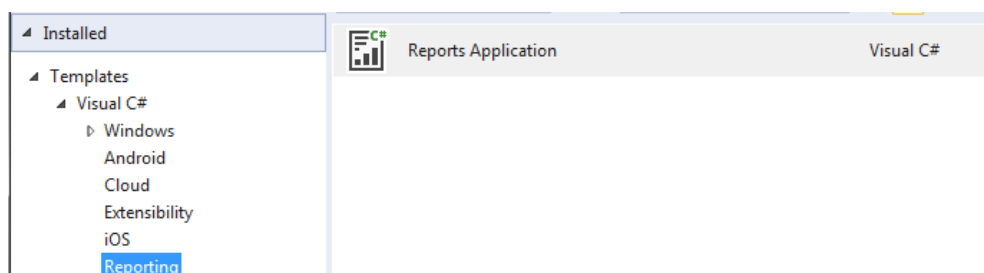 Installed
Templates
Visual C#
Windows
Android
Cloud
Extensibility
iOS
Reporting
C#
Reports Application
Visual C#